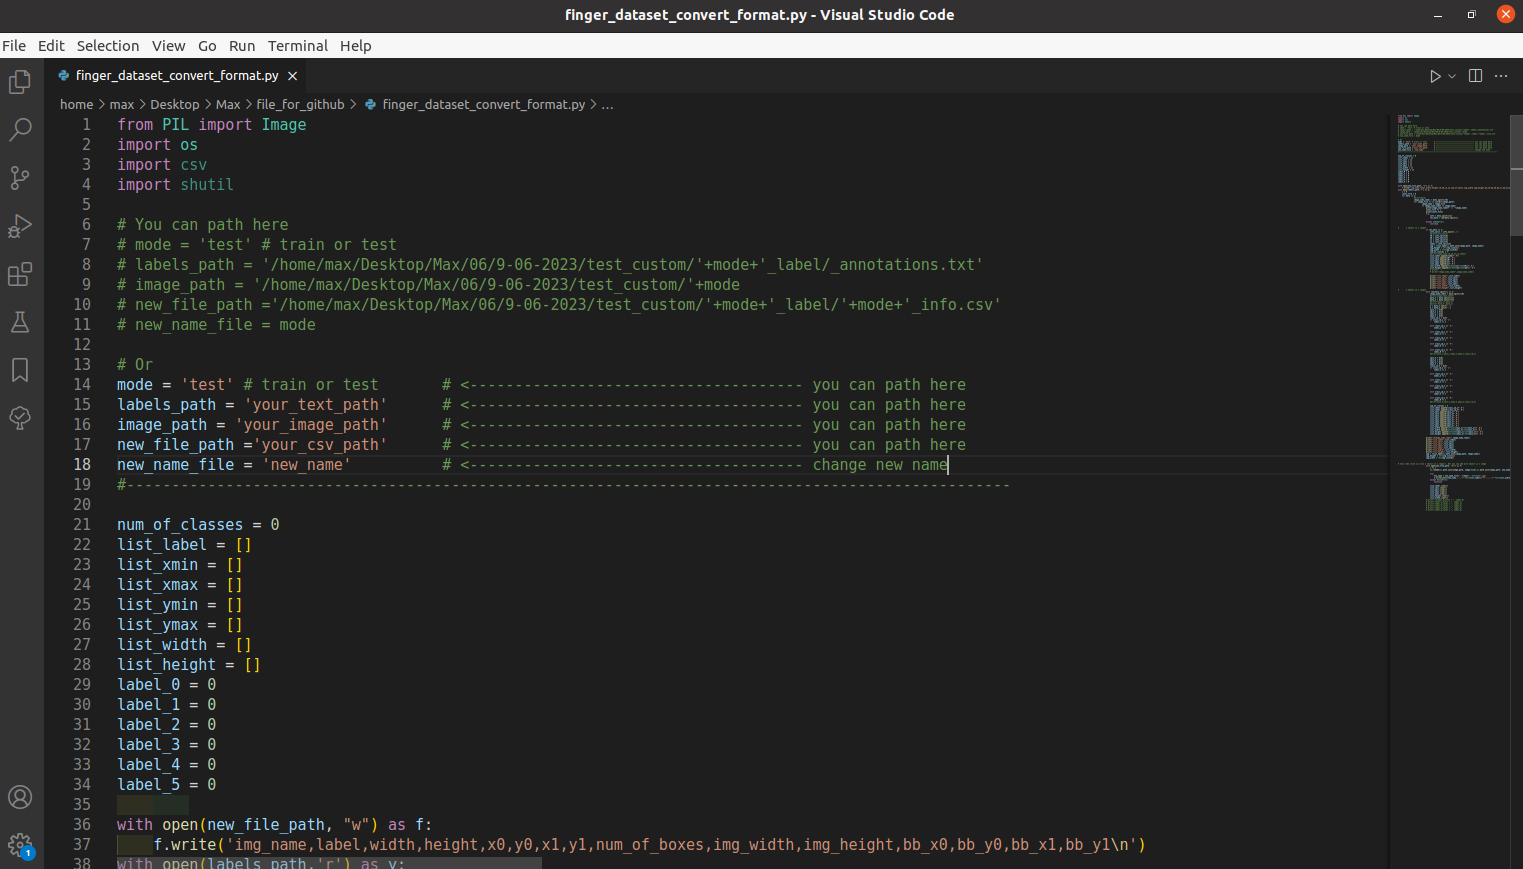 finger_dataset_convert_format.py - Visual Studio Code
File Edit Selection View Go Run Terminal Help
finger_dataset_convert_format.py
home > max > Desktop > Max > file_for_github > finger_dataset_convert_format.py > ...
1 from PIL import Image
2 import os
3 import csv
4 import shutil
5
6 # You can path here
7 # mode = 'test' # train or test
8 # labels_path = '/home/max/Desktop/Max/06/9-06-2023/test_custom/'+mode+'_label/_annotations.txt'
9 # image_path = '/home/max/Desktop/Max/06/9-06-2023/test_custom/'+mode
10 # new_file_path ='/home/max/Desktop/Max/06/9-06-2023/test_custom/'+mode+'_label/'+mode+'_info.csv'
11 # new_name_file = mode
12
13 # Or
14 mode = 'test' # train or test # <------------------------------------- you can path here
15 labels_path = 'your_text_path' # <------------------------------------- you can path here
16 image_path = 'your_image_path' # <------------------------------------- you can path here
17 new_file_path ='your_csv_path' # <------------------------------------- you can path here
18 new_name_file = 'new_name' # <------------------------------------- change new name
19 #--------------------------------------------------------------------------------------------------
20
21 num_of_classes = 0
22 list_label = []
23 list_xmin = []
24 list_xmax = []
25 list_ymin = []
26 list_ymax = []
27 list_width = []
28 list_height = []
29 label_0 = 0
30 label_1 = 0
31 label_2 = 0
32 label_3 = 0
33 label_4 = 0
34 label_5 = 0
35
36 with open(new_file_path, "w") as f:
37 f.write('img_name,label,width,height,x0,y0,x1,y1,num_of_boxes,img_width,img_height,bb_x0,bb_y0,bb_x1,bb_y1\n')
38 with open(labels_path,'r') as v:
1